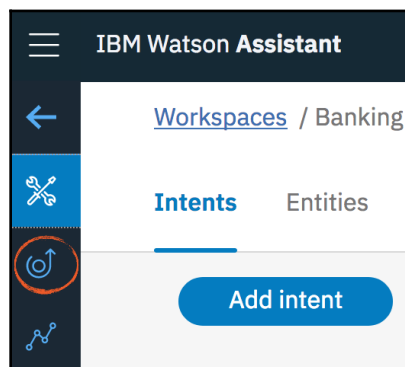 IBM Watson Assistant
Workspaces / Banking
Intents Entities
Add intent